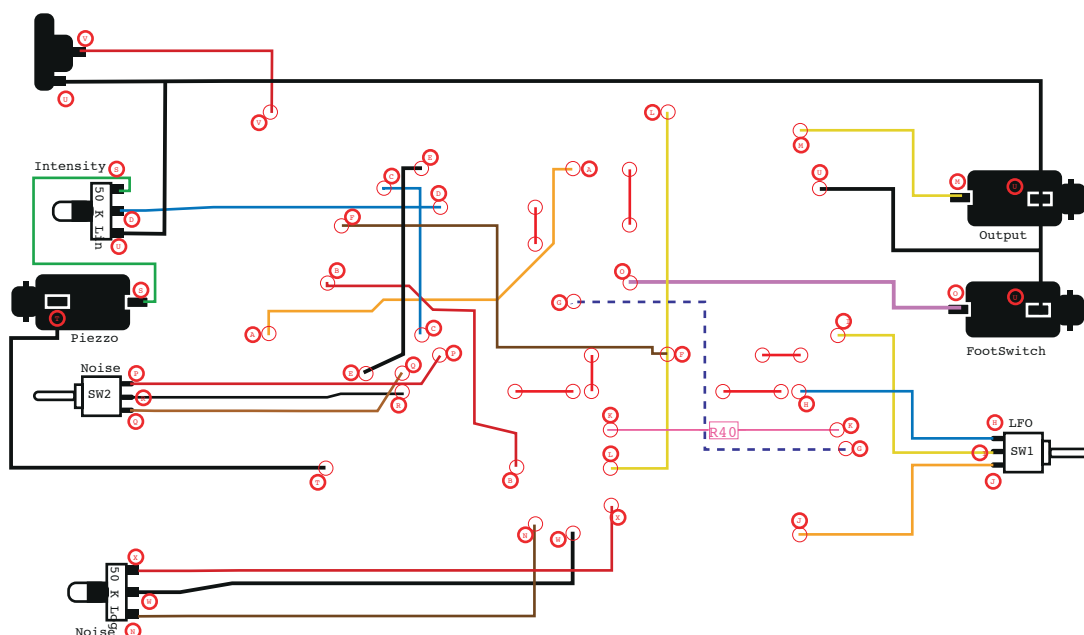 V
U
V
L
M
E
A
C
U
Intensity
S
50 K Lin
D
U
D
F
M
U
Output
B
O
G
O
U
FootSwitch
S
T
Piezzo
A
C
I
F
E
P
Q
Noise
P
SW2
R
Q
R
H
K
R40
K
G
H
LFO
SW1
J
L
B
T
X
J
N
W
X
50 K Log
W
N
Noise